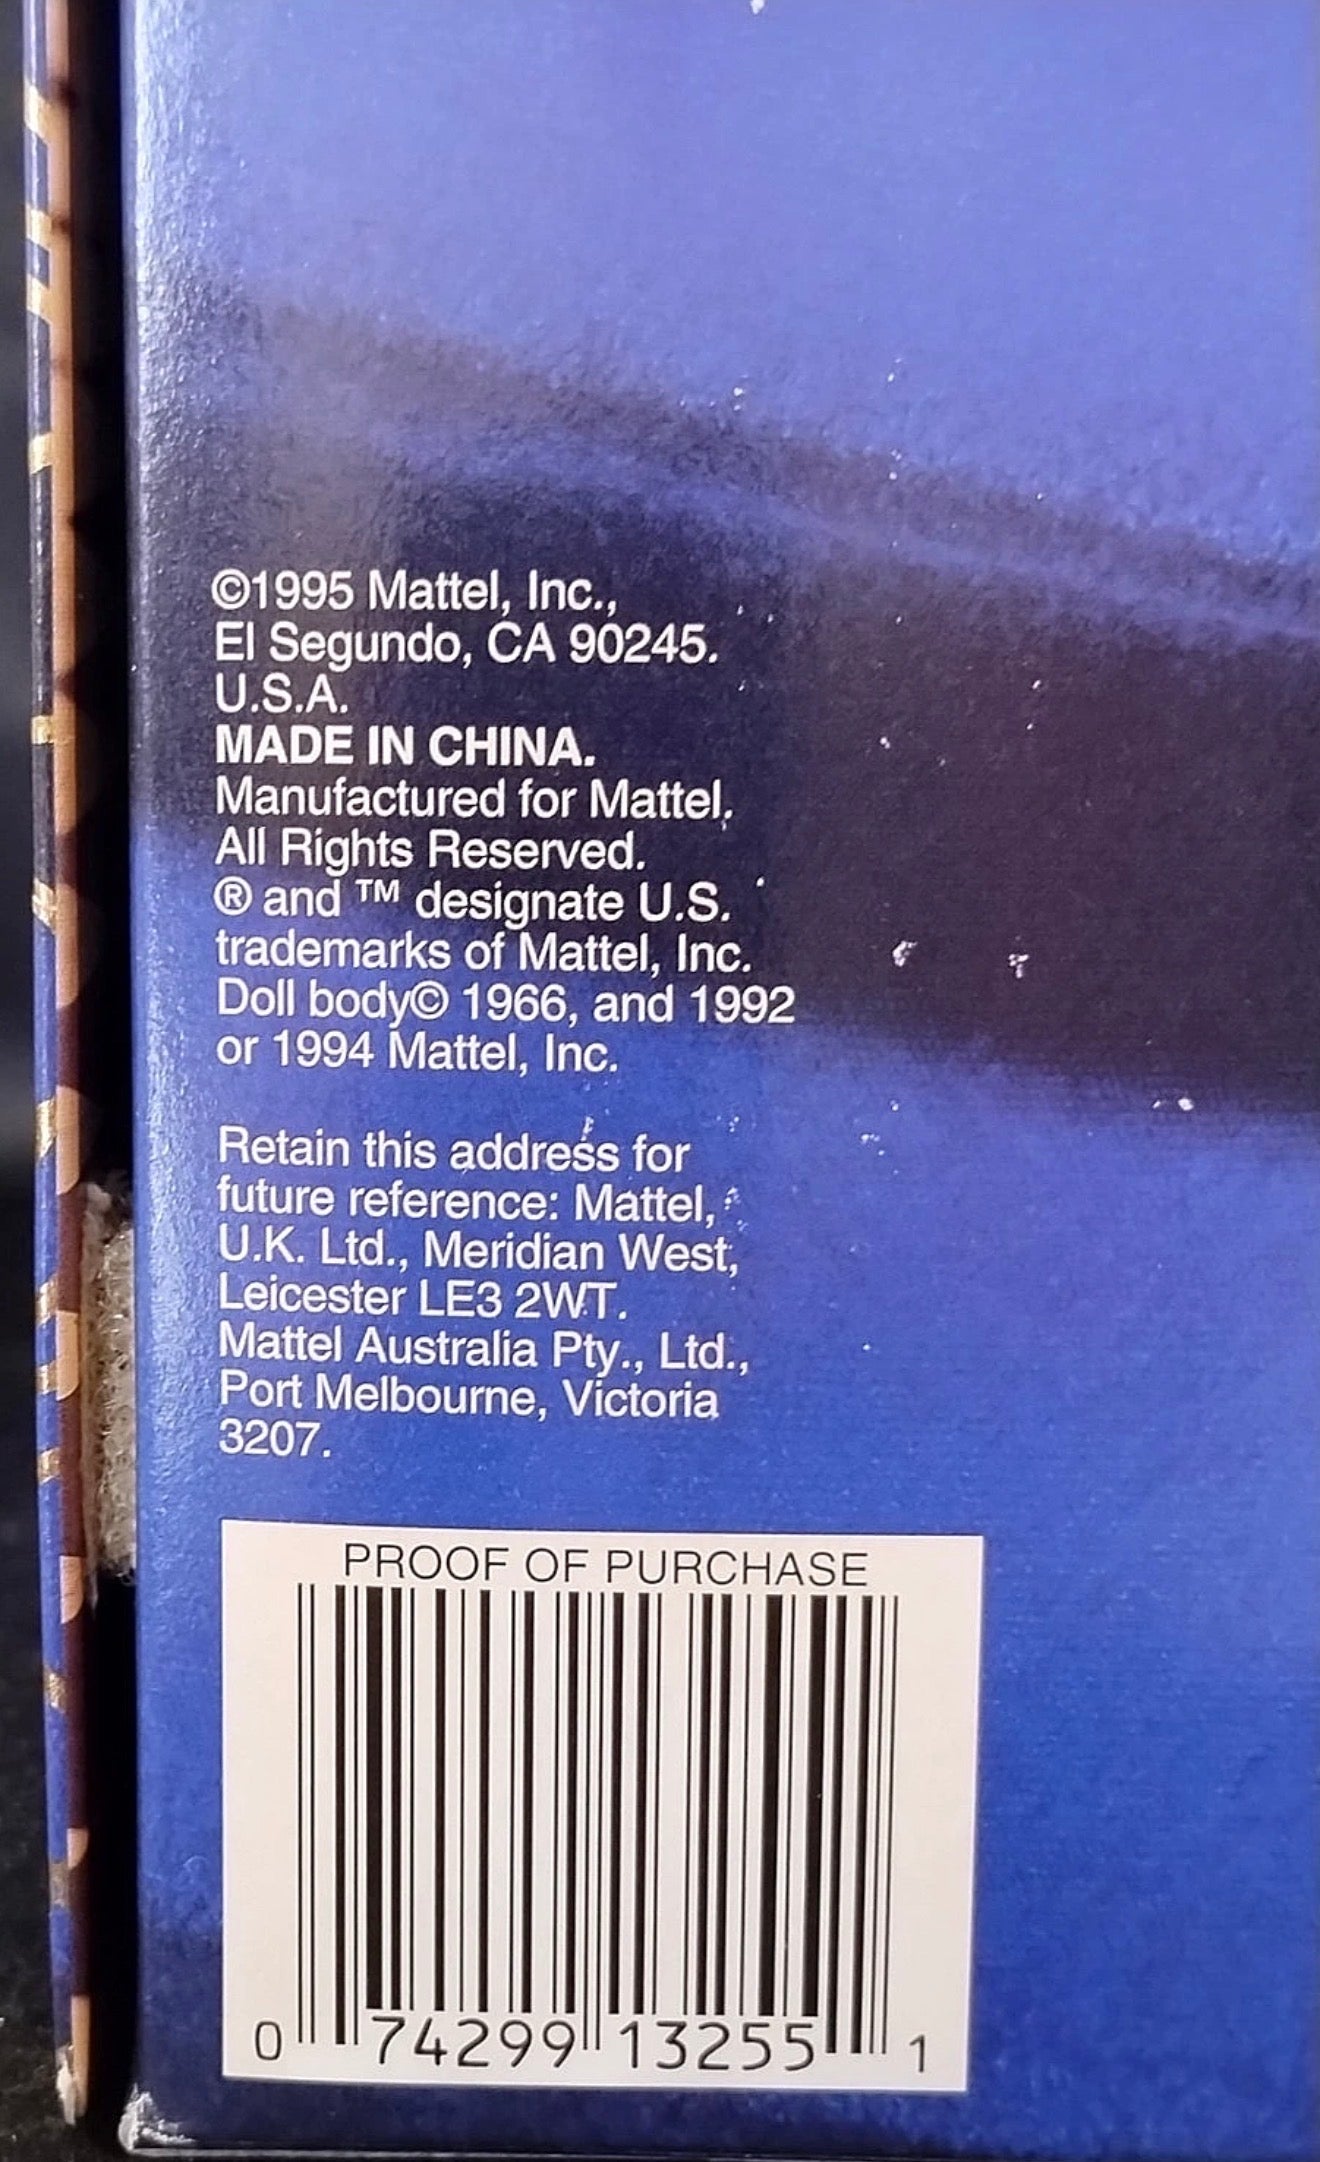 ©1995 Mattel, Inc.,
El Segundo, CA 90245.
U.S.A.
MADE IN CHINA.
Manufactured for Mattel.
All Rights Reserved.
® and ™ designate U.S.
trademarks of Mattel, Inc.
Doll body© 1966, and 1992
or 1994 Mattel, Inc.
Retain this address for
future reference: Mattel,
U.K. Ltd., Meridian West,
Leicester LE3 2WT.
Mattel Australia Pty., Ltd.,
Port Melbourne, Victoria
3207.
PROOF OF PURCHASE
0 74299 13255 1